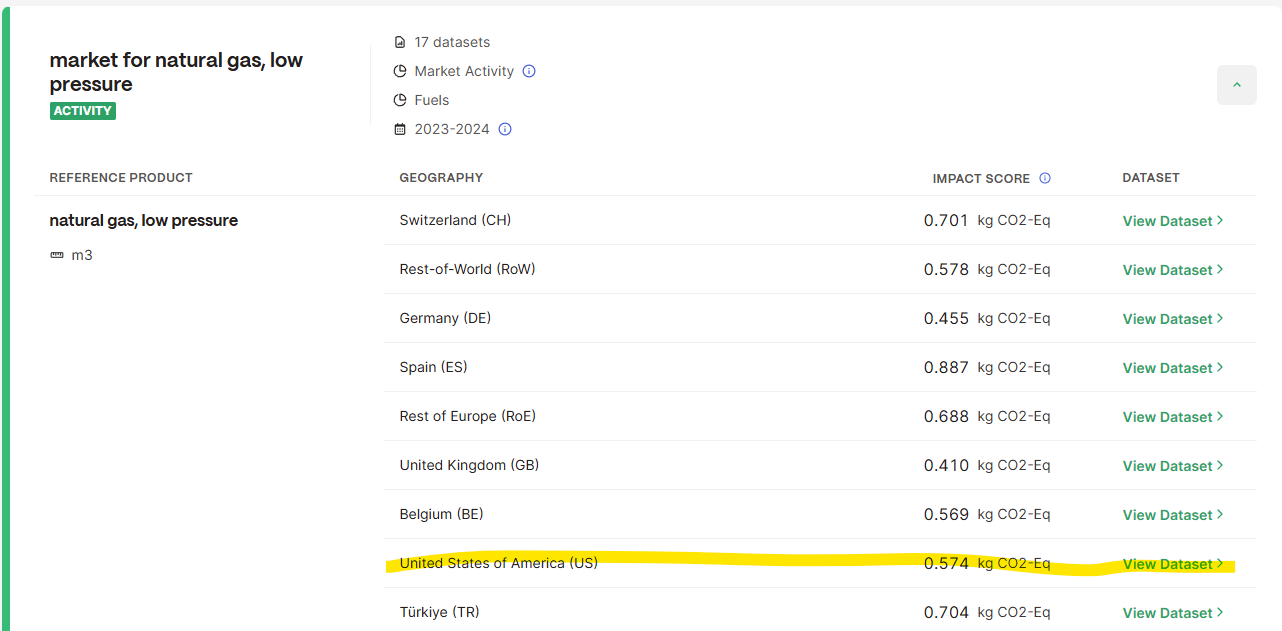 market for natural gas, low
pressure
ACTIVITY
17 datasets
Market Activity
Fuels
2023-2024
REFERENCE PRODUCT GEOGRAPHY IMPACT SCORE DATASET
natural gas, low pressure Switzerland (CH) 0.701 kg CO2-Eq View Dataset
m3
Rest-of-World (RoW) 0.578 kg CO2-Eq View Dataset
Germany (DE) 0.455 kg CO2-Eq View Dataset
Spain (ES) 0.887 kg CO2-Eq View Dataset
Rest of Europe (RoE) 0.688 kg CO2-Eq View Dataset
United Kingdom (GB) 0.410 kg CO2-Eq View Dataset
Belgium (BE) 0.569 kg CO2-Eq View Dataset
United States of America (US) 0.574 kg CO2-Eq View Dataset
Türkiye (TR) 0.704 kg CO2-Eq View Dataset